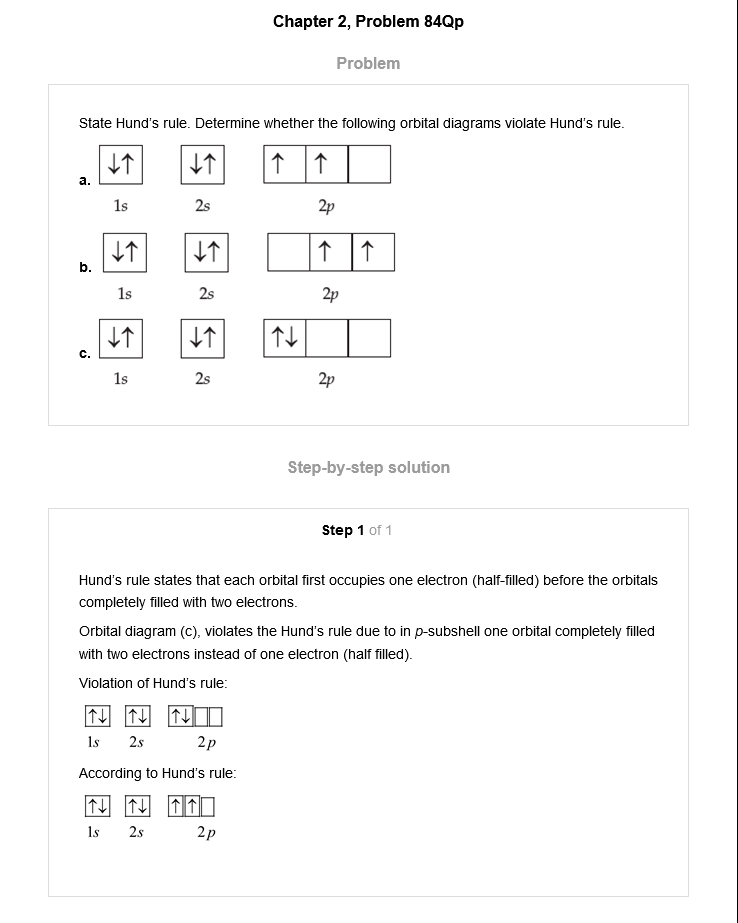 Chapter 2, Problem 84Qp
Problem
State Hund's rule. Determine whether the following orbital diagrams violate Hund's rule.
a. ↓↑ ↓↑ ↑ ↑
1s 2s 2p
b. ↓↑ ↓↑ ↑ ↑
1s 2s 2p
c. ↓↑ ↓↑ ↑↓
1s 2s 2p
Step-by-step solution
Step 1 of 1
Hund's rule states that each orbital first occupies one electron (half-filled) before the orbitals
completely filled with two electrons.
Orbital diagram (c), violates the Hund's rule due to in p-subshell one orbital completely filled
with two electrons instead of one electron (half filled).
Violation of Hund's rule:
↑↓ ↑↓ ↑↓
1s 2s 2p
According to Hund's rule:
↑↓ ↑↓ ↑ ↑
1s 2s 2p